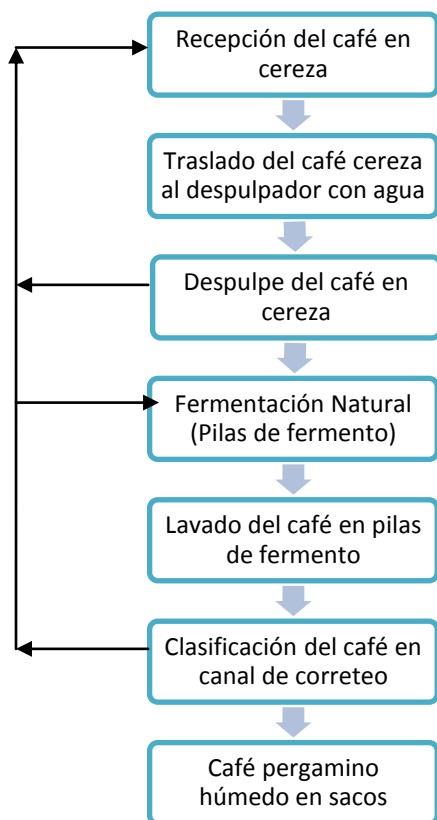 Recepción del café en
cereza
Traslado del café cereza
al despulpador con agua
Despulpe del café en
cereza
Fermentación Natural
(Pilas de fermento)
Lavado del café en pilas
de fermento
Clasificación del café en
canal de correteo
Café pergamino
húmedo en sacos